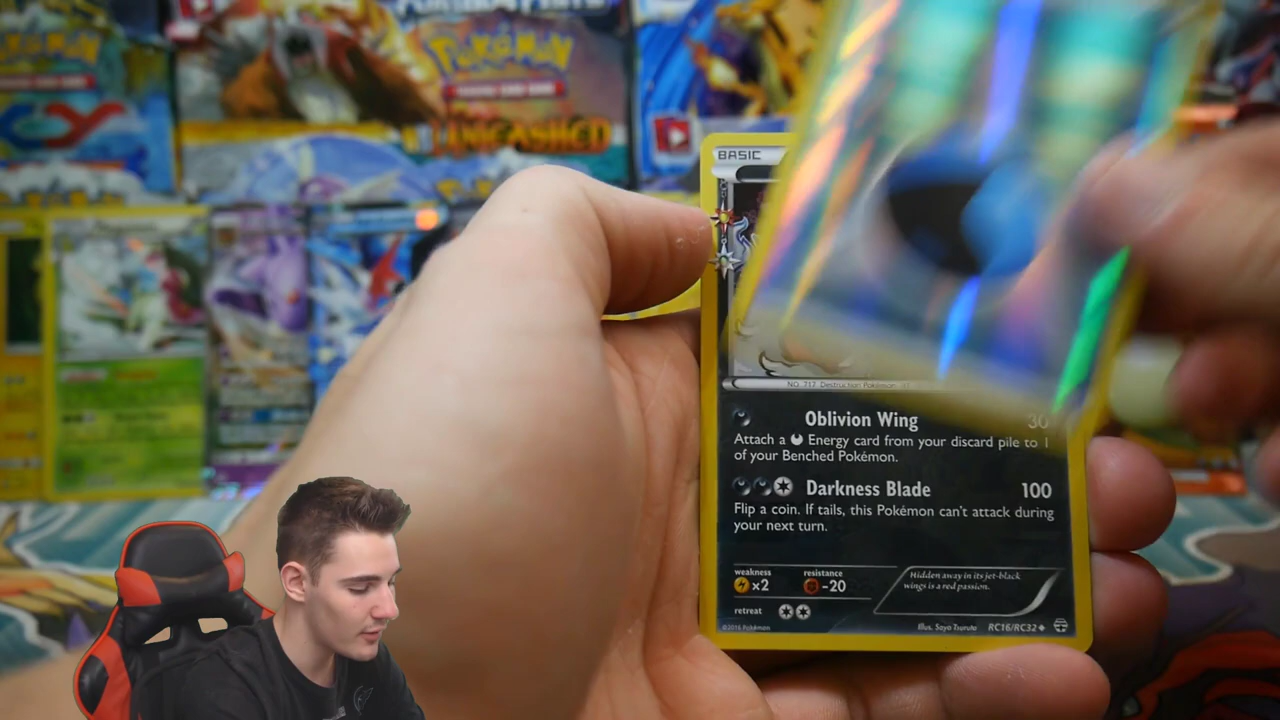 Pokémon
Pokémon
UNLEASHED
BASIC
NO. 717 Destruction Pokémon
Oblivion Wing 30
Attach a Energy card from your discard pile to 1
of your Benched Pokémon.
Darkness Blade 100
Flip a coin. If tails, this Pokémon can't attack during
your next turn.
weakness resistance
×2 -20
retreat
Hidden away in its jet-black
wings is a red passion.
©2016 Pokémon
Illus. Saya Tsuruta RC16/RC32